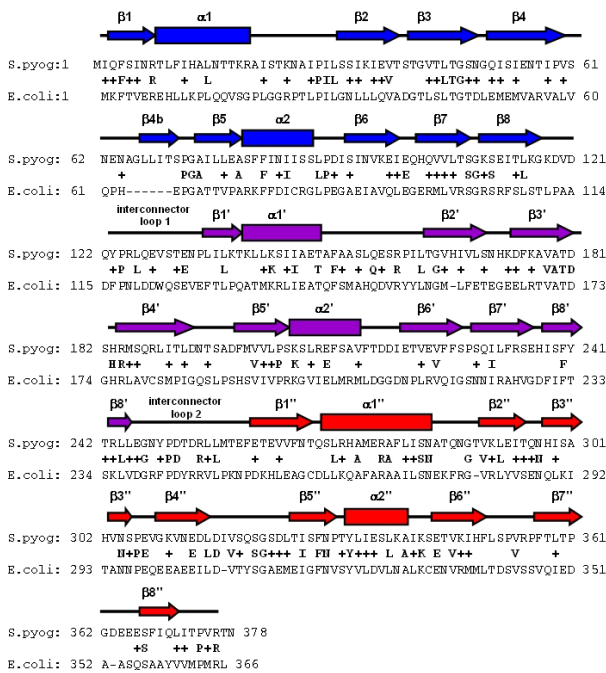 β1 α1 β2 β3 β4
S.pyog:1 MIQFSINRTLFIHALNTTKRAISTKNAIPILSSIKIEVTSTGVTLTGSNGQISIENTIPVS 61
++F++ R L + + +PIL ++ ++V ++LTG++ ++ + + +
E.coli:1 MKFTVEREHLLKPLQQVSGPLGGRPTLPILGNLLLQVADGTLSLTGTDLEMEMVARVALV 60
β4b β5 α2 β6 β7 β8
S.pyog: 62 NENAGLLITSPGAILLEASFFINIISSLPDISINVKEIEQHQVVLTSGKSEITLKGKDVD 121
+ PGA + A F +I LP+ ++ ++E ++++ SG+S +L
E.coli: 61 QPH------EPGATTVPARKFFDICRGLPEGAEIAVQLEGERMLVRSGRSRFSLSTLPAA 114
interconnector
loop 1
β1' α1' β2' β3'
S.pyog: 122 QYPRLQEVSTENPLILKTKLLKSIIAETAFAASLQESRPILTGVHIVLSNHKDFKAVATD 121
+P L+ + +E L +K +I T F+ +Q+ R L G+ + + ++ + VATD
E.coli: 115 DFPNLDDWQSEVEFTLPQATMKRLIEATQFSMAHQDVRYYLNGM-LFETEGEELRTVATD 173
β4' β5' α2' β6' β7' β8'
S.pyog: 182 SHRMSQRLITLDNTSADFMVVLPSKSLREFSAVFTDDIETVEVFFSPSQILFRSEHISFY 241
HR++ + + V++P K + E + V + I F
E.coli: 174 GHRLAVCSMPIGQSLPSHSVIVPRKGVIELMRMLDGGDNPLRVQIGSNNIRAHVGDFIFT 233
β8' interconnector
loop 2
β1'' α1'' β2'' β3''
S.pyog: 242 TRLLEGNYPDTDRLLMTEFETEVVFNTQSLRHAMERAFLISNATQNGTVKLEITQNHISA 301
++L++G +PD R+L + + L+ A RA ++SN G V+L +++N +
E.coli: 234 SKLVDGRFPDYRRVLPKNPDKHLEAGCDLLKQAFARAAILSNEKFRG-VRLYVSENQLKI 292
β3'' β4'' β5'' α2'' β6'' β7''
S.pyog: 302 HVNSPEVGKVNEDLDIVSQSGSDLTISFNPTYLIESLKAIKSETVKIHFLSPVRPFTLTP 361
N+PE + E LD V+ SG+++ I FN +Y+++ L A+K E V++ V +
E.coli: 293 TANNPEQEEAEEILD-VTYSGAEMEIGFNVSYVLDVLNALKCENVRMMLTDSVSSVQIED 351
β8''
S.pyog: 362 GDEEESFIQLITPVRTN 378
+S ++ P+R
E.coli: 352 A-ASQSAAYVVMPMRL 366